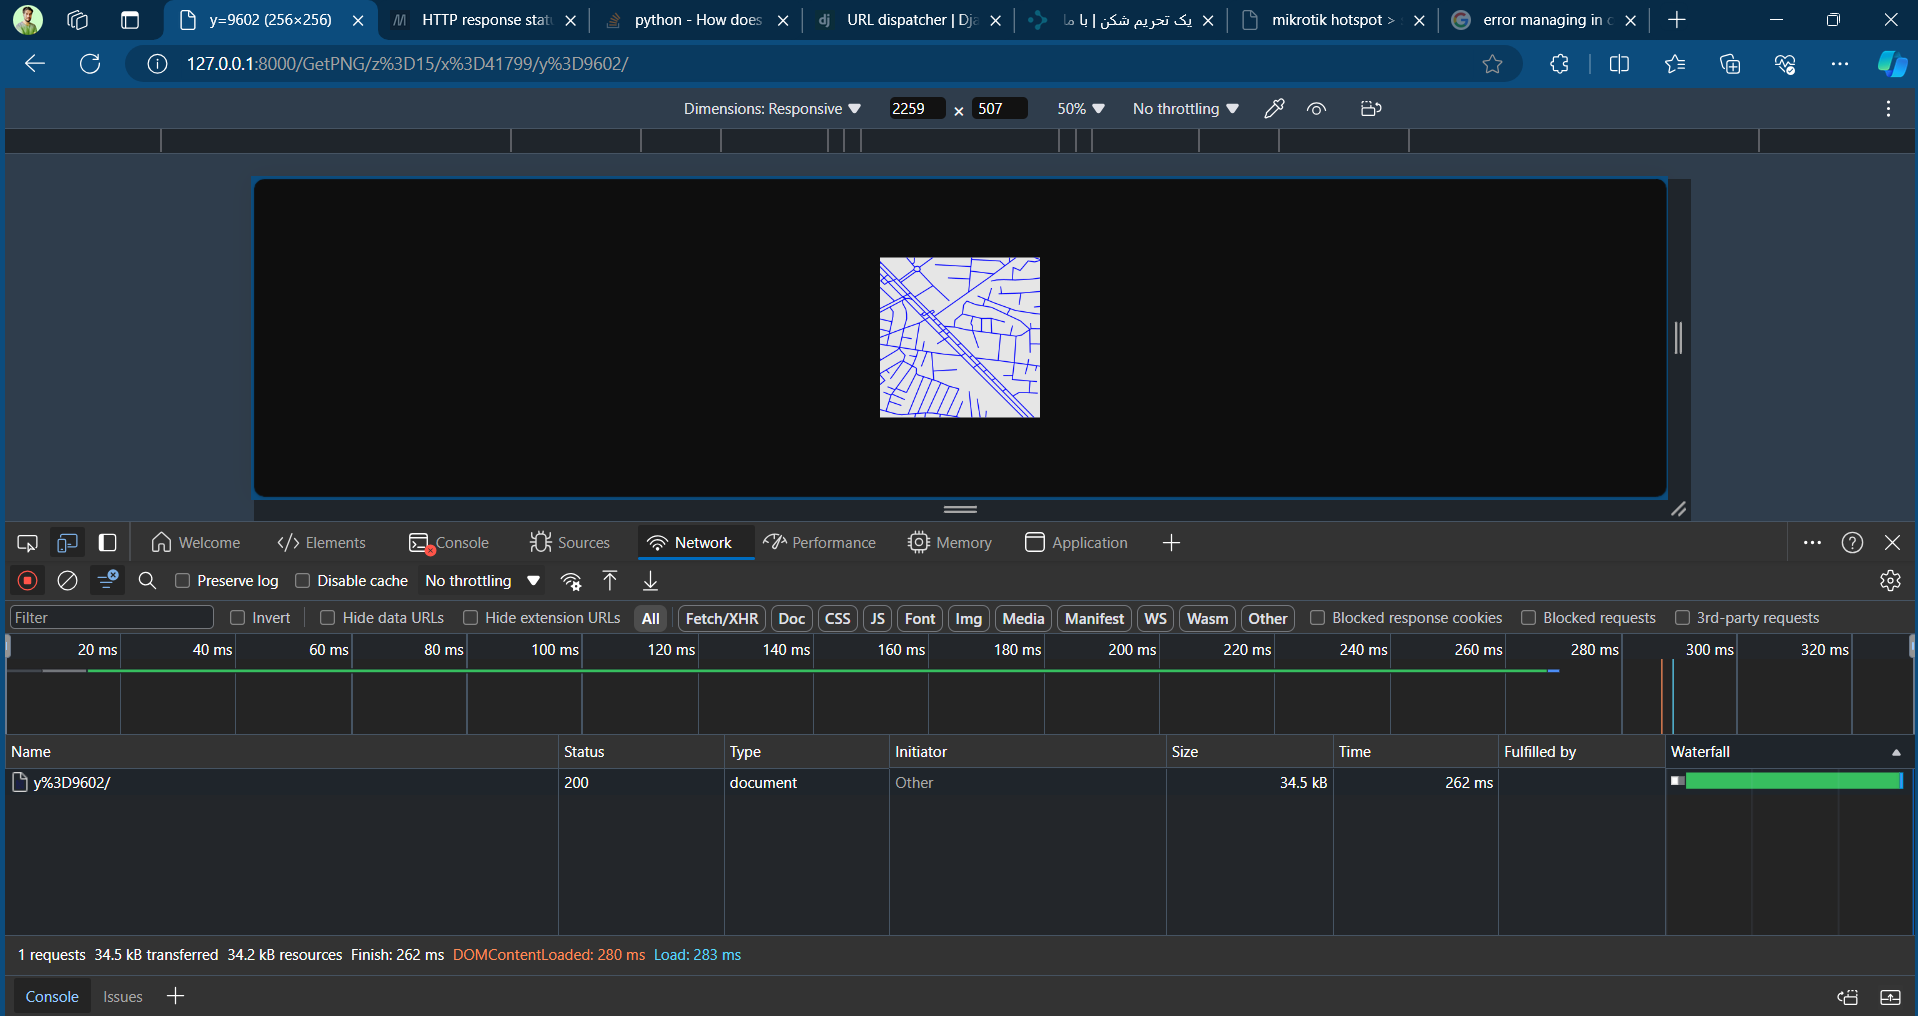 y=9602 (256×256)
HTTP response statu
python - How does
URL dispatcher | Dja
یک تحریم شکن | با ما
mikrotik hotspot >
error managing in
127.0.0.1:8000/GetPNG/z%3D15/x%3D41799/y%3D9602/
Dimensions: Responsive 2259 × 507 50% No throttling
Welcome Elements Console Sources Network Performance Memory Application
Preserve log Disable cache No throttling
Filter Invert Hide data URLs Hide extension URLs All Fetch/XHR Doc CSS JS Font Img Media Manifest WS Wasm Other Blocked response cookies Blocked requests 3rd-party requests
20 ms 40 ms 60 ms 80 ms 100 ms 120 ms 140 ms 160 ms 180 ms 200 ms 220 ms 240 ms 260 ms 280 ms 300 ms 320 ms
Name Status Type Initiator Size Time Fulfilled by Waterfall
y%3D9602/ 200 document Other 34.5 kB 262 ms
1 requests 34.5 kB transferred 34.2 kB resources Finish: 262 ms DOMContentLoaded: 280 ms Load: 283 ms
Console Issues